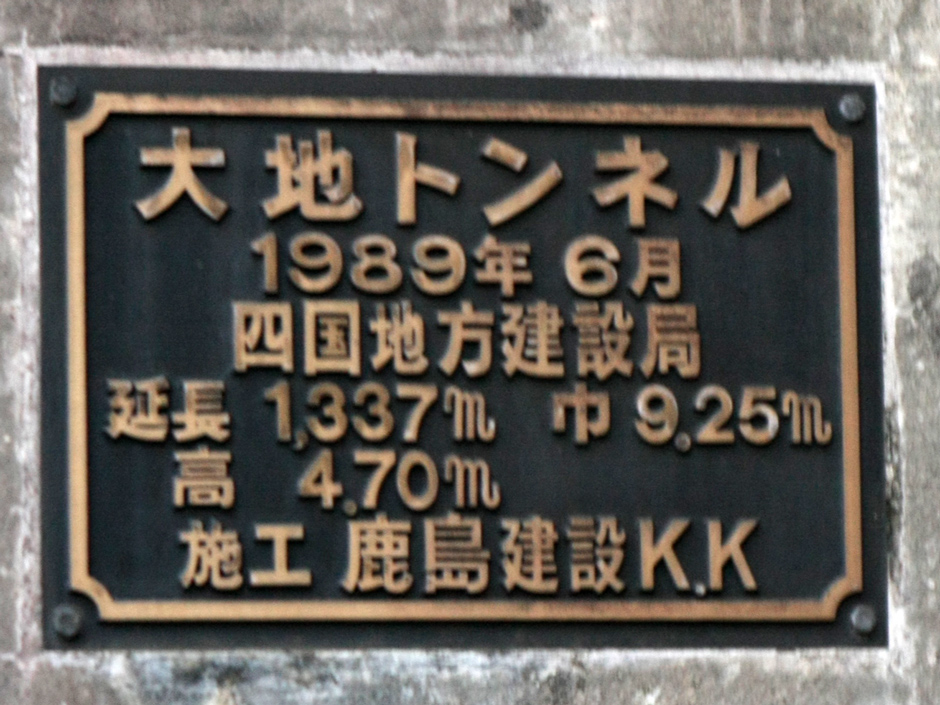 大地トンネル
1989年 6月
四国地方建設局
延長 1,337m 巾 9.25m
高 4.70m
施工 鹿島建設K.K